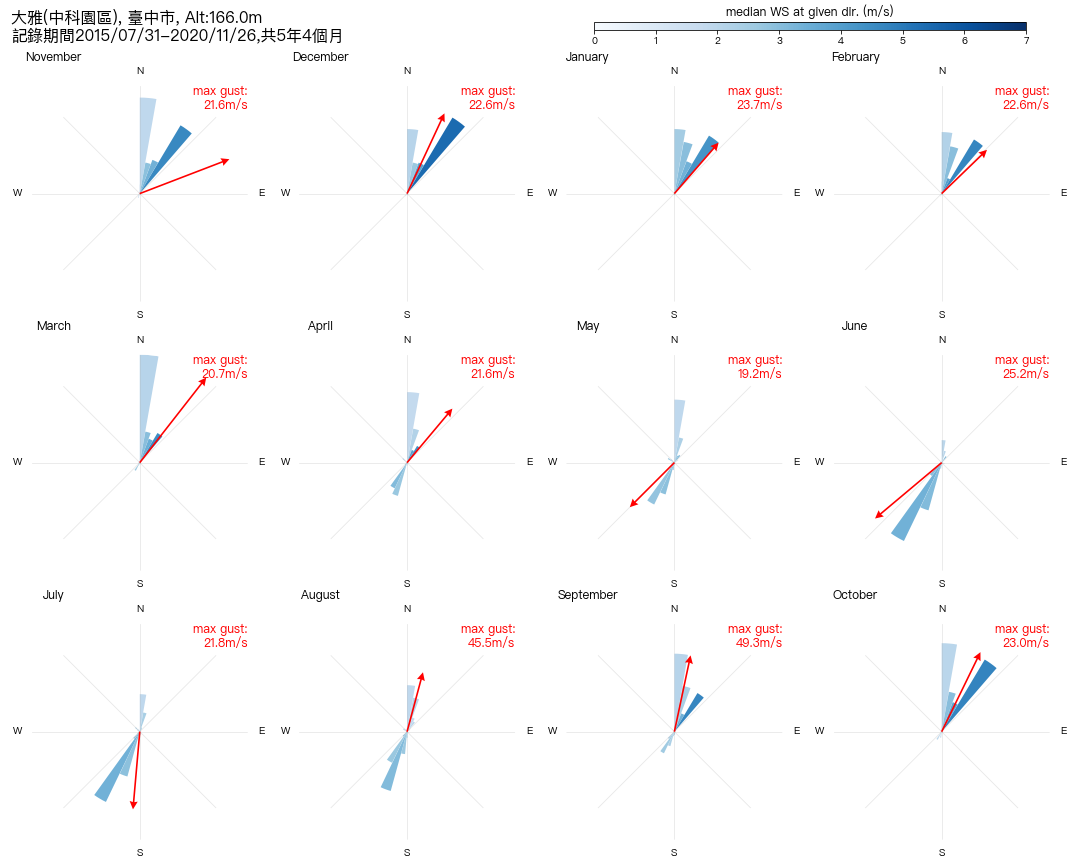 大雅(中科園區), 臺中市, Alt:166.0m
記錄期間2015/07/31-2020/11/26,共5年4個月
median WS at given dir. (m/s)
0 1 2 3 4 5 6 7
November
N
max gust:
21.6m/s
W
E
S
December
N
max gust:
22.6m/s
W
E
S
January
N
max gust:
23.7m/s
W
E
S
February
N
max gust:
22.6m/s
W
E
S
March
N
max gust:
20.7m/s
W
E
S
April
N
max gust:
21.6m/s
W
E
S
May
N
max gust:
19.2m/s
W
E
S
June
N
max gust:
25.2m/s
W
E
S
July
N
max gust:
21.8m/s
W
E
S
August
N
max gust:
45.5m/s
W
E
S
September
N
max gust:
49.3m/s
W
E
S
October
N
max gust:
23.0m/s
W
E
S